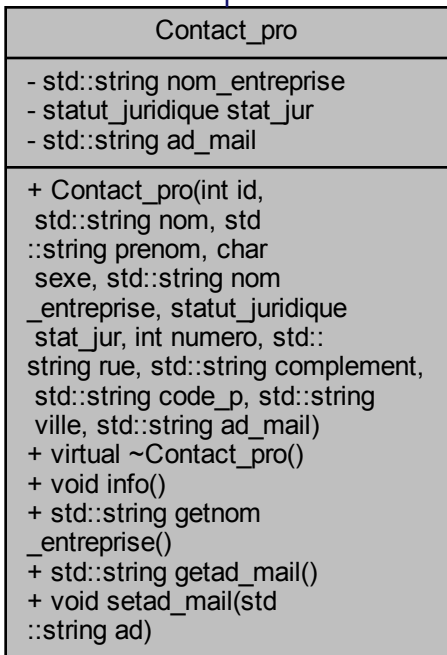 Contact_pro
- std::string nom_entreprise
- statut_juridique stat_jur
- std::string ad_mail
+ Contact_pro(int id,
std::string nom, std
::string prenom, char
sexe, std::string nom
_entreprise, statut_juridique
stat_jur, int numero, std::
string rue, std::string complement,
std::string code_p, std::string
ville, std::string ad_mail)
+ virtual ~Contact_pro()
+ void info()
+ std::string getnom
_entreprise()
+ std::string getad_mail()
+ void setad_mail(std
::string ad)